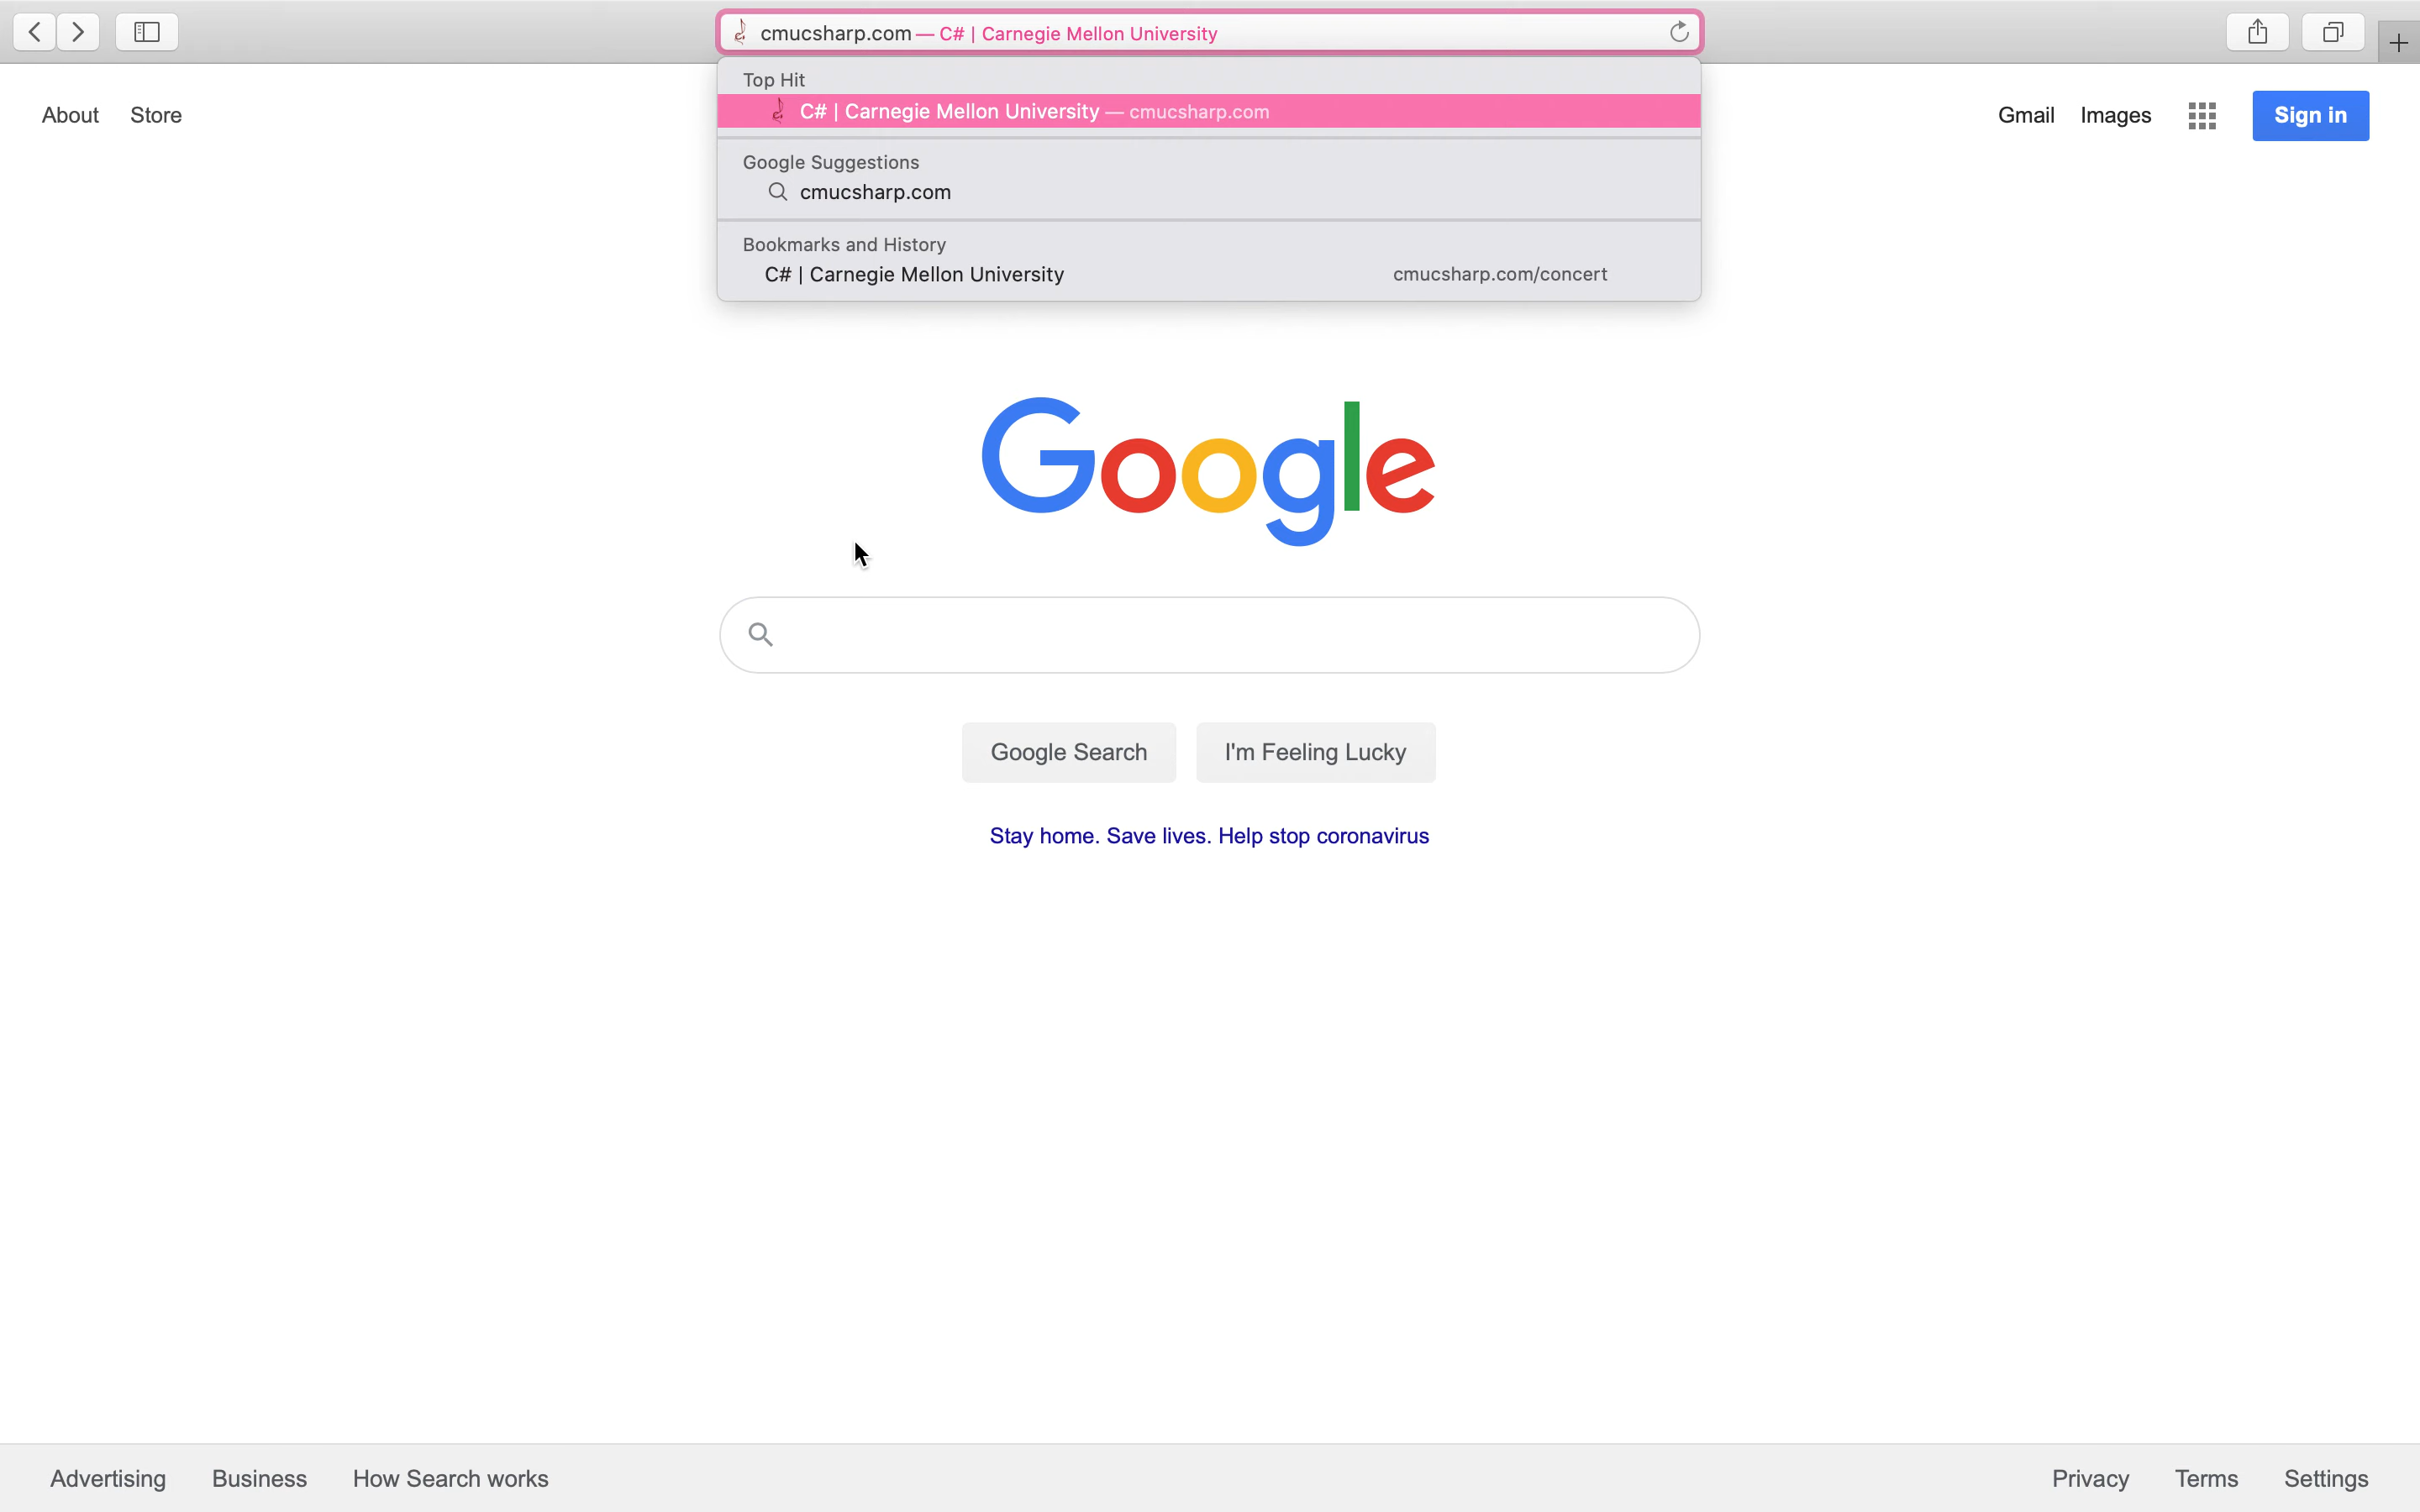 cmucsharp.com — C# | Carnegie Mellon University
Top Hit
C# | Carnegie Mellon University — cmucsharp.com
Google Suggestions
cmucsharp.com
Bookmarks and History
C# | Carnegie Mellon University cmucsharp.com/concert
About Store Gmail Images Sign in
Google
Google Search I'm Feeling Lucky
Stay home. Save lives. Help stop coronavirus
Advertising Business How Search works Privacy Terms Settings